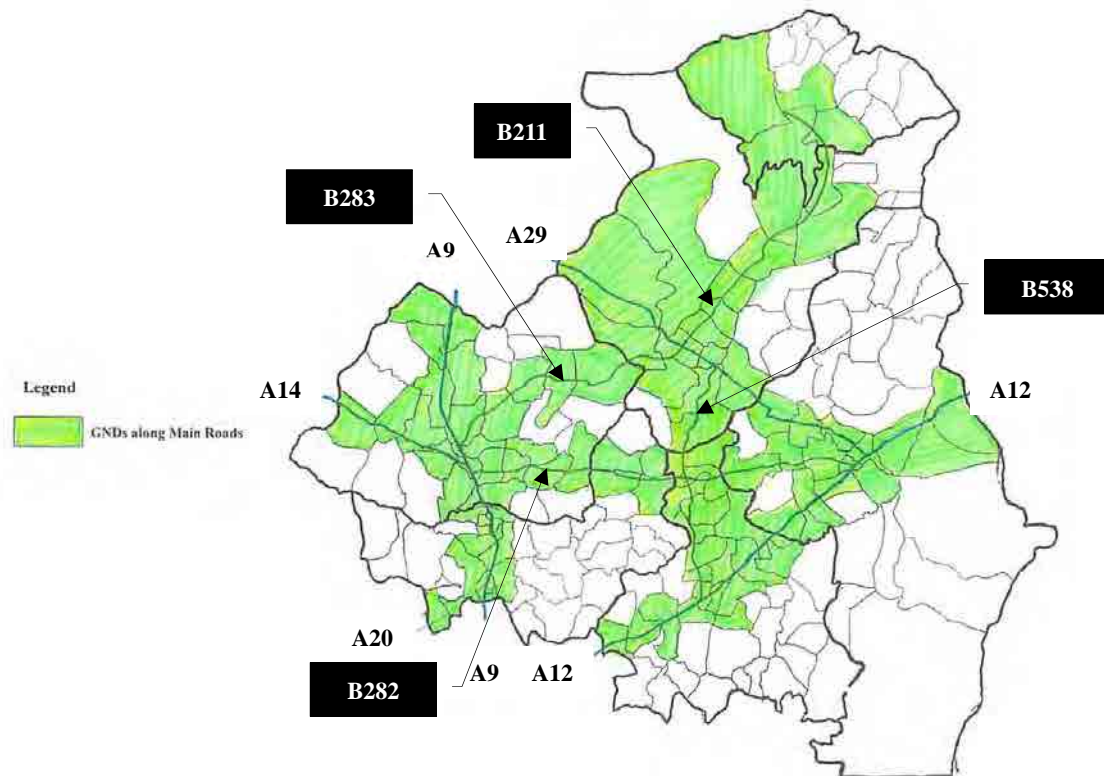 B211
B283
A29
A9
B538
Legend
A14
A12
GNDs along Main Roads
A20
A9
A12
B282